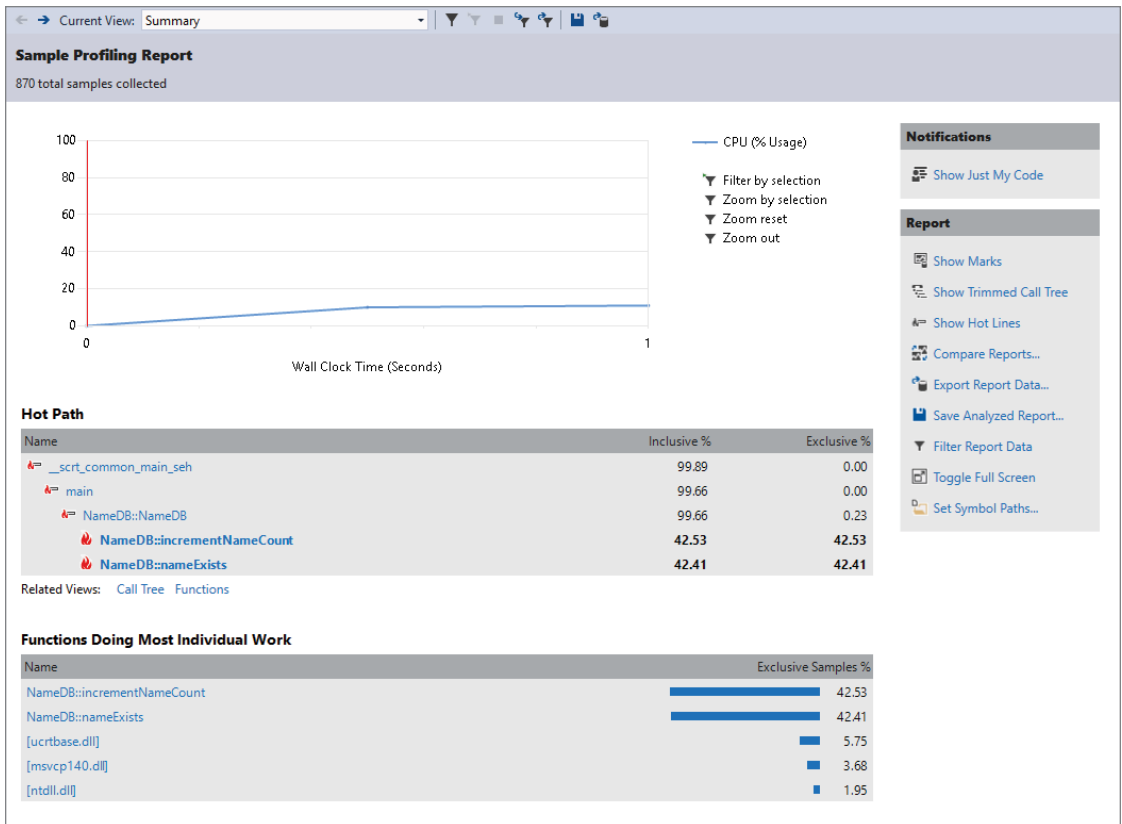 Current View: Summary
Sample Profiling Report
870 total samples collected
100
80
60
40
20
0
0
1
Wall Clock Time (Seconds)
CPU (% Usage)
Filter by selection
Zoom by selection
Zoom reset
Zoom out
Notifications
Show Just My Code
Report
Show Marks
Show Trimmed Call Tree
Show Hot Lines
Compare Reports...
Export Report Data...
Save Analyzed Report...
Filter Report Data
Toggle Full Screen
Set Symbol Paths...
Hot Path
Name Inclusive % Exclusive %
__scrt_common_main_seh 99.89 0.00
main 99.66 0.00
NameDB::NameDB 99.66 0.23
NameDB::incrementNameCount 42.53 42.53
NameDB::nameExists 42.41 42.41
Related Views: Call Tree Functions
Functions Doing Most Individual Work
Name Exclusive Samples %
NameDB::incrementNameCount 42.53
NameDB::nameExists 42.41
[ucrtbase.dll] 5.75
[msvcp140.dll] 3.68
[ntdll.dll] 1.95